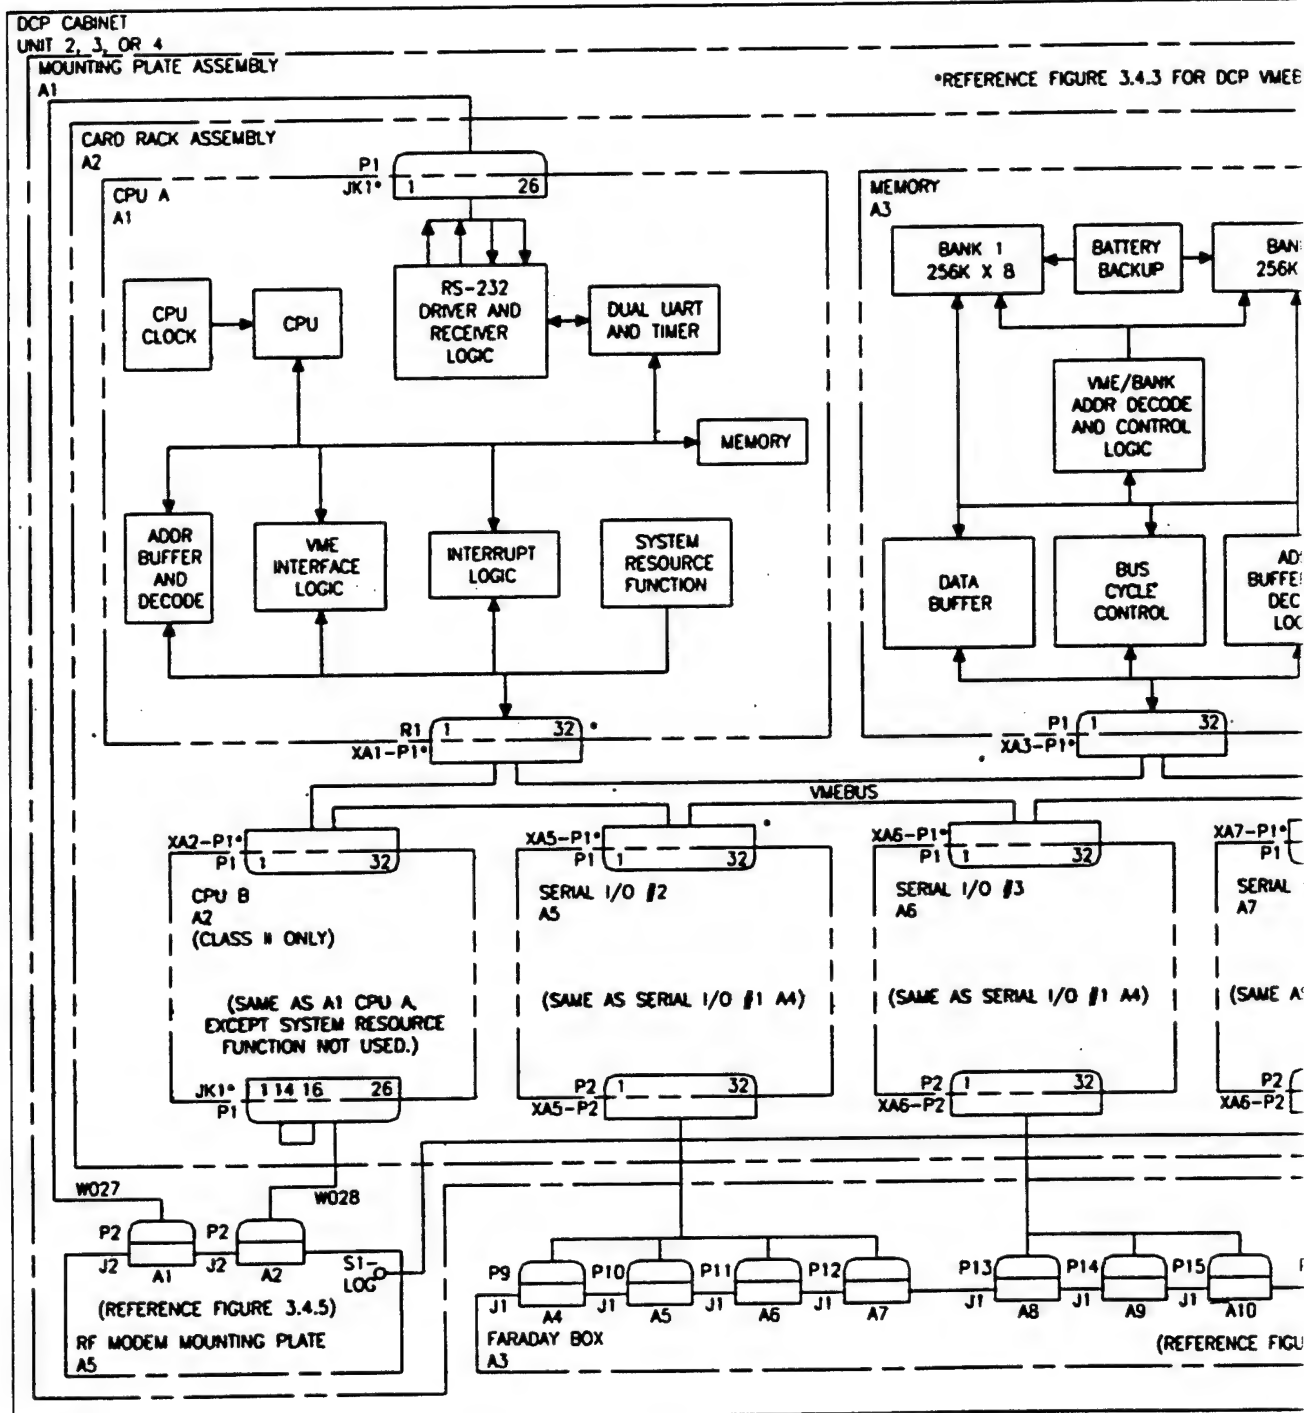 DCP CABINET
UNIT 2, 3, OR 4
MOUNTING PLATE ASSEMBLY
A1
*REFERENCE FIGURE 3.4.3 FOR DCP VMEB
CARD RACK ASSEMBLY
A2
P1
JK1*
1 26
CPU A
A1
MEMORY
A3
CPU
CLOCK
CPU
RS-232
DRIVER AND
RECEIVER
LOGIC
DUAL UART
AND TIMER
MEMORY
BANK 1
256K X 8
BATTERY
BACKUP
BAN
256K
VME/BANK
ADDR DECODE
AND CONTROL
LOGIC
ADDR
BUFFER
AND
DECODE
VME
INTERFACE
LOGIC
INTERRUPT
LOGIC
SYSTEM
RESOURCE
FUNCTION
DATA
BUFFER
BUS
CYCLE
CONTROL
BUFFE
DEC
R1
XA1-P1*
1 32 *
P1
XA3-P1*
1 32
VMEBUS
XA2-P1*
P1
1 32
XA5-P1*
P1
1 32 *
XA6-P1*
P1
1 32
XA7-P1*
P1
CPU B
A2
(CLASS II ONLY)
SERIAL I/O #2
A5
SERIAL I/O #3
A6
SERIAL
A7
(SAME AS A1 CPU A,
EXCEPT SYSTEM RESOURCE
FUNCTION NOT USED.)
(SAME AS SERIAL I/O #1 A4)
(SAME AS SERIAL I/O #1 A4)
(SAME AS
JK1*
P1
1 14 16 26
P2
XA5-P2
1 32
P2
XA6-P2
1 32
P2
XA6-P2
W027
W028
P2
J2
A1
P2
J2
A2
S1-
LOG
(REFERENCE FIGURE 3.4.5)
RF MODEM MOUNTING PLATE
A5
P9
J1
A4
P10
J1
A5
P11
J1
A6
P12
J1
A7
P13
J1
A8
P14
J1
A9
P15
J1
A10
FARADAY BOX
A3
(REFERENCE FIGU